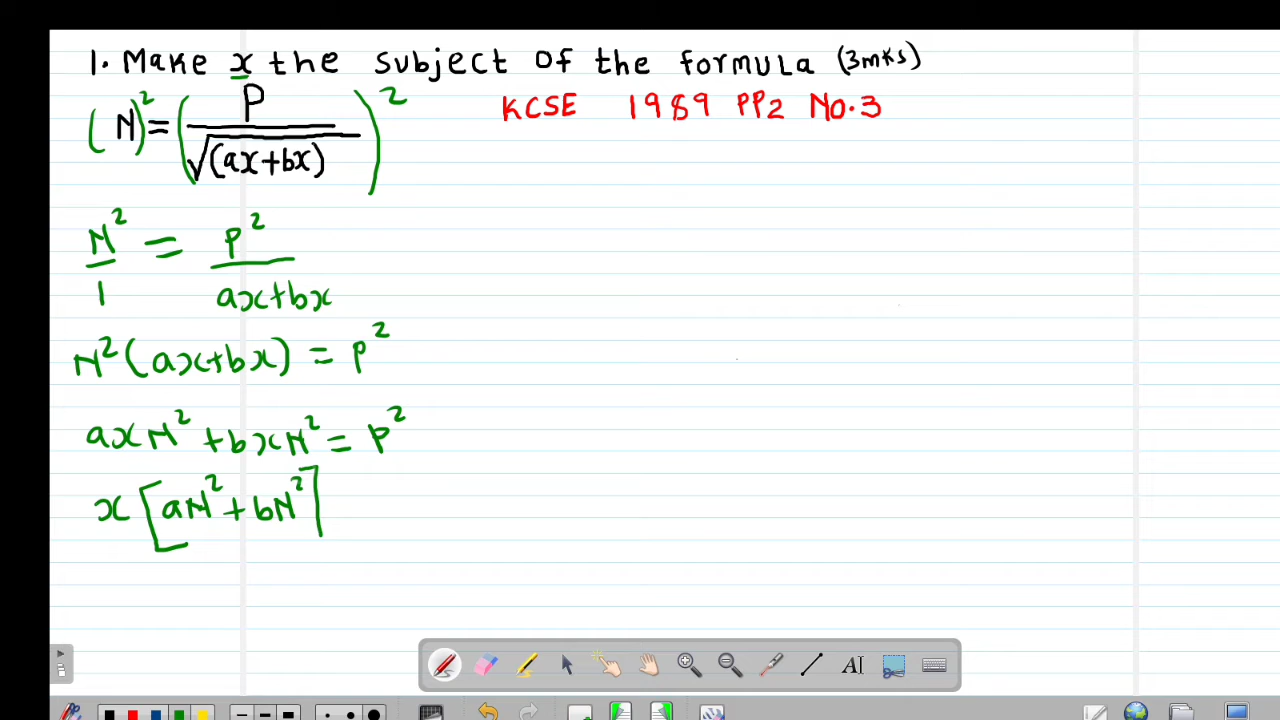 1. Make x the subject of the formula (3mks)
KCSE 1989 PP2 No.3
(N)² = (P/√(ax+bx))²
N²/1 = P²/ax+bx
N²(ax+bx) = P²
axN² + bxN² = P²
x[aN² + bN²]
AI